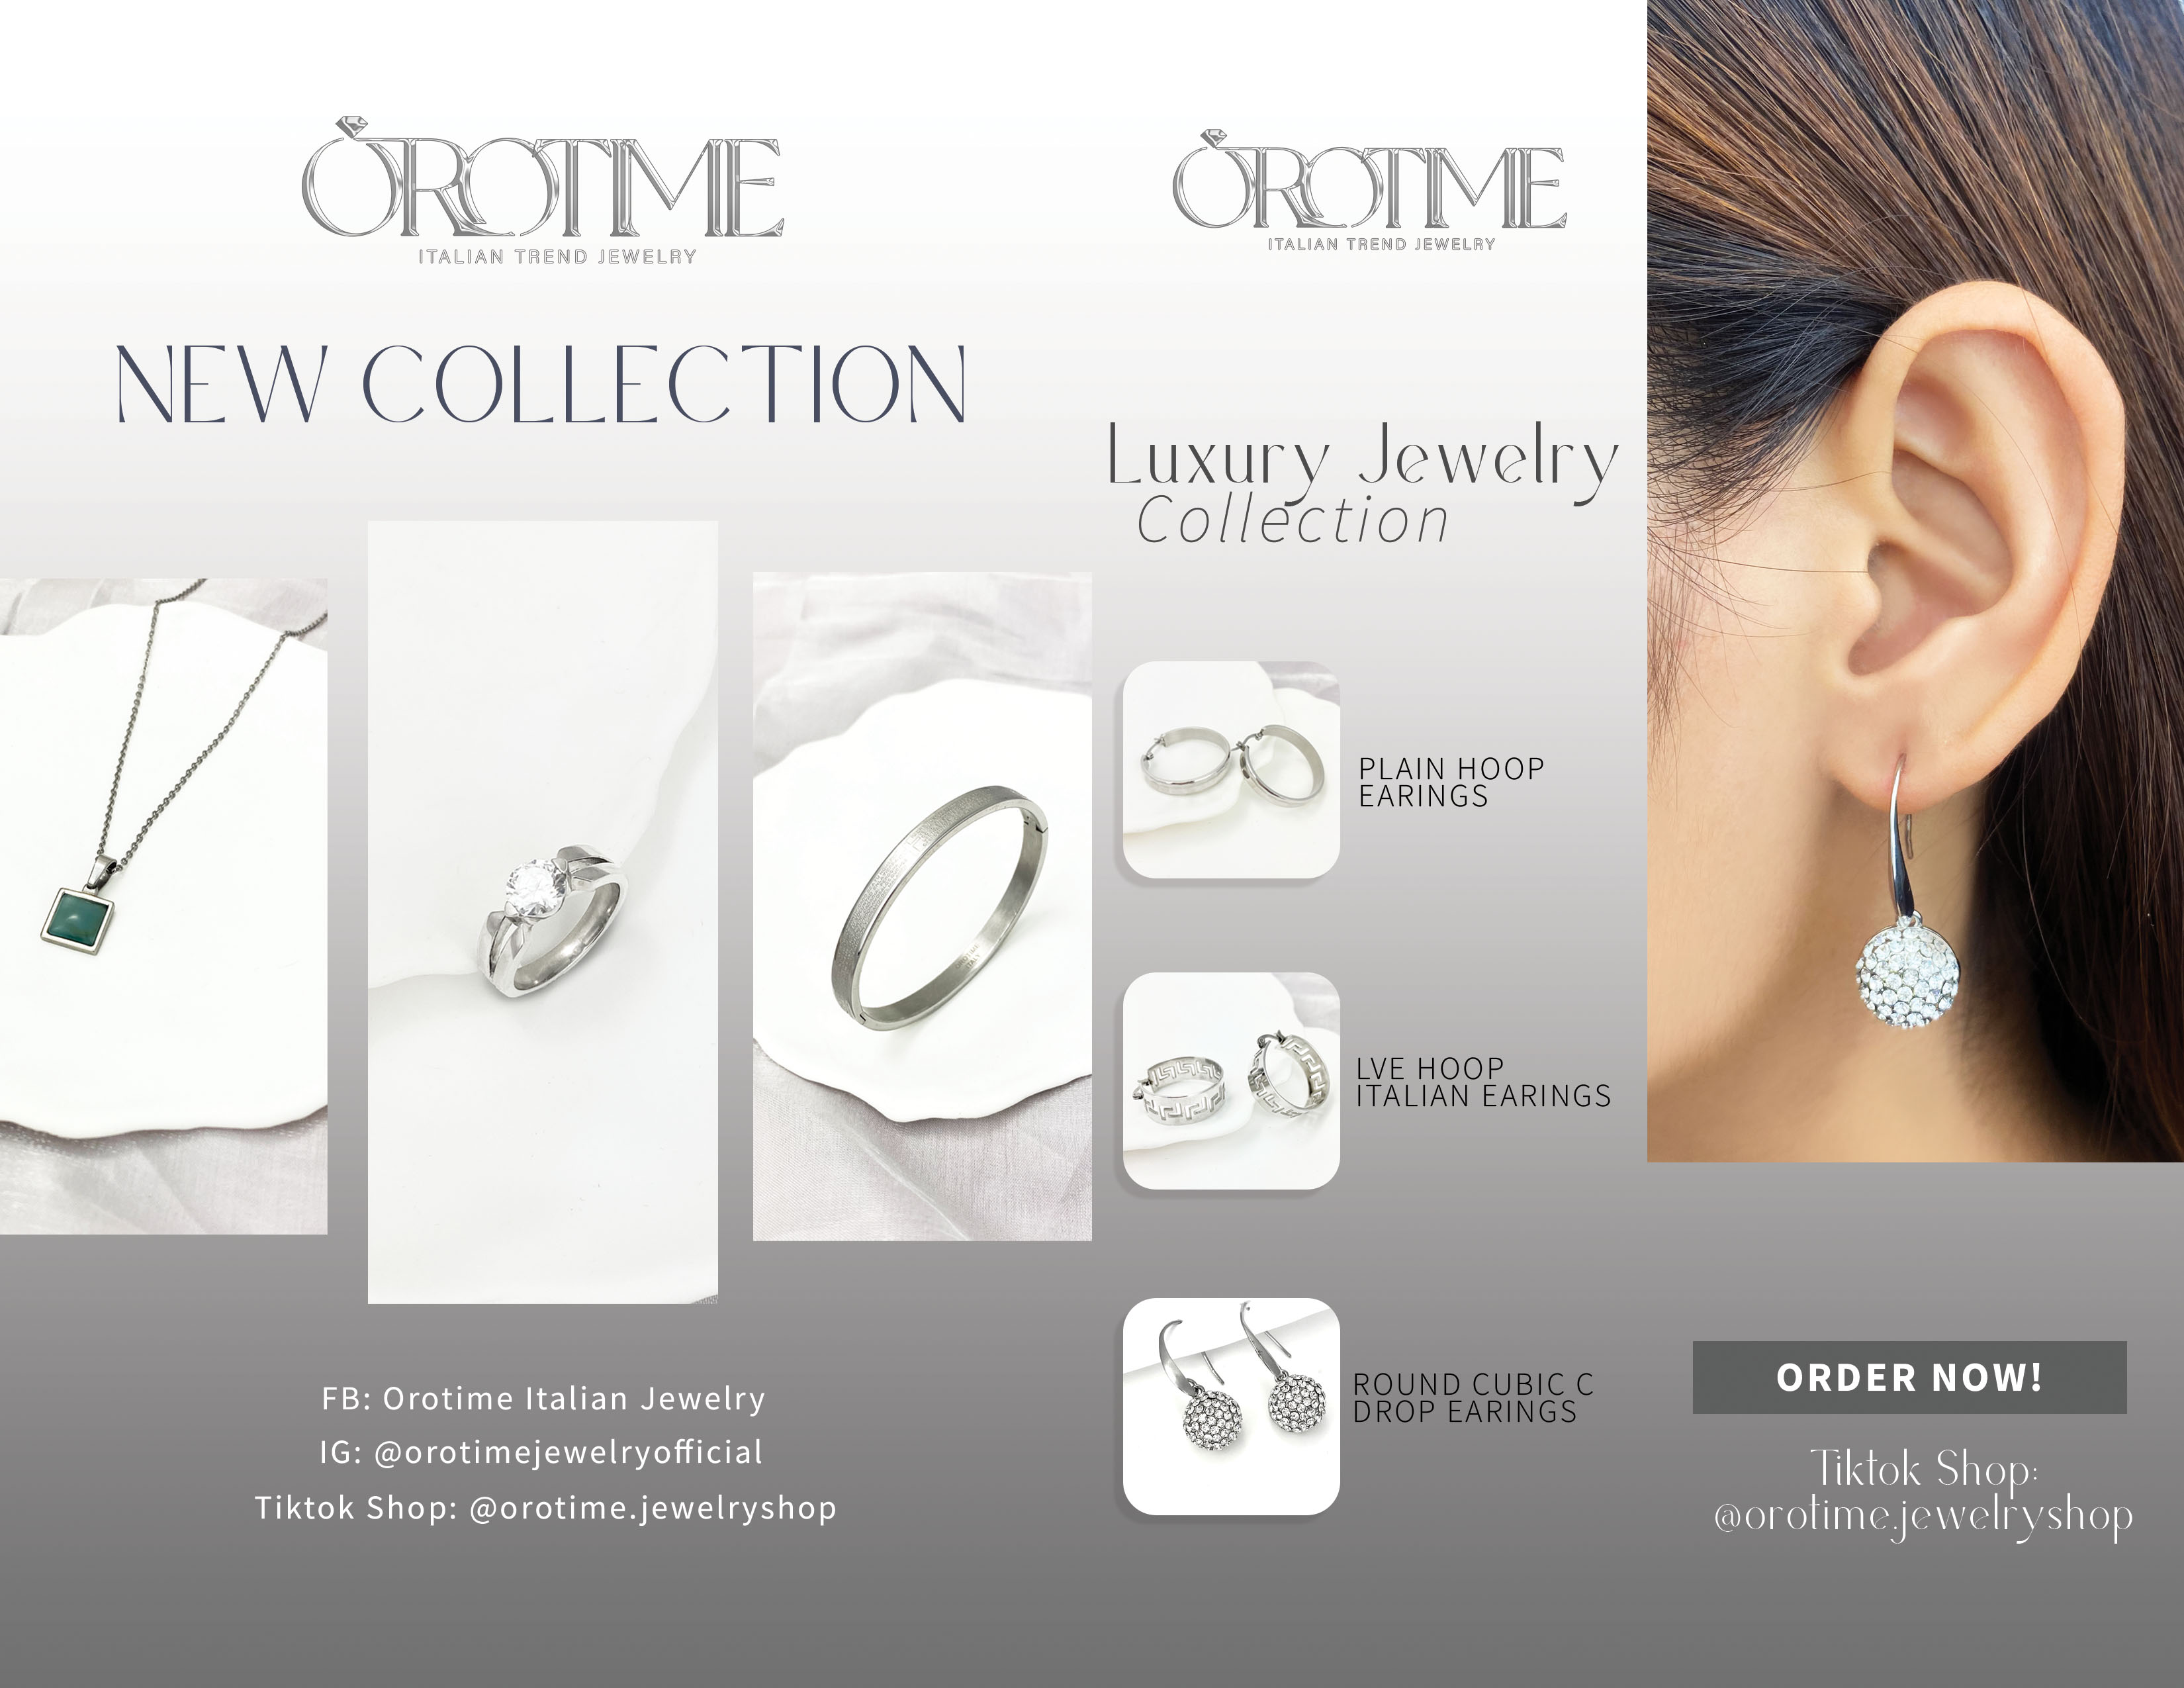 OROTIME
ITALIAN TREND JEWELRY
NEW COLLECTION
FB: Orotime Italian Jewelry
IG: @orotimejewelryofficial
Tiktok Shop: @orotime.jewelryshop
OROTIME
ITALIAN TREND JEWELRY
Luxury Jewelry
Collection
PLAIN HOOP
EARINGS
LVE HOOP
ITALIAN EARINGS
ROUND CUBIC C
DROP EARINGS
ORDER NOW!
Tiktok Shop:
@orotime.jewelryshop